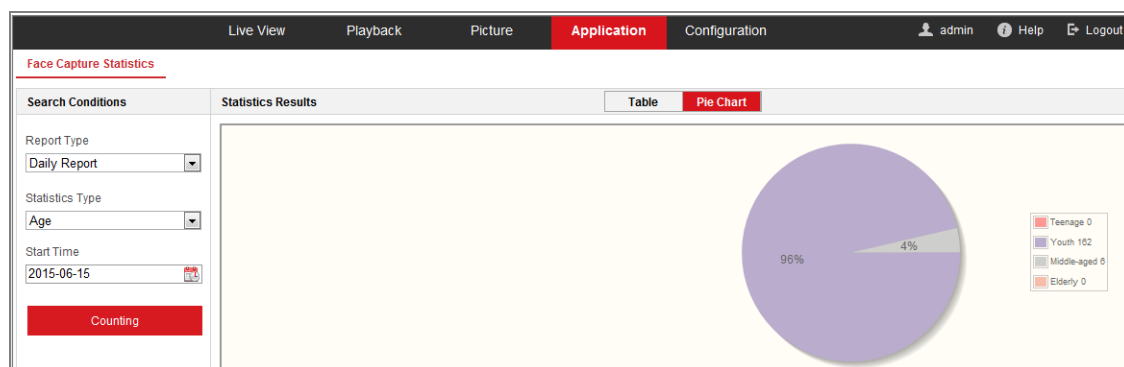 Live View Playback Picture Application Configuration admin Help Logout
Face Capture Statistics
Search Conditions
Statistics Results
Table Pie Chart
Report Type
Daily Report
Statistics Type
Age
Start Time
2015-06-15
Counting
96%
4%
Teenage 0
Youth 162
Middle-aged 6
Elderly 0